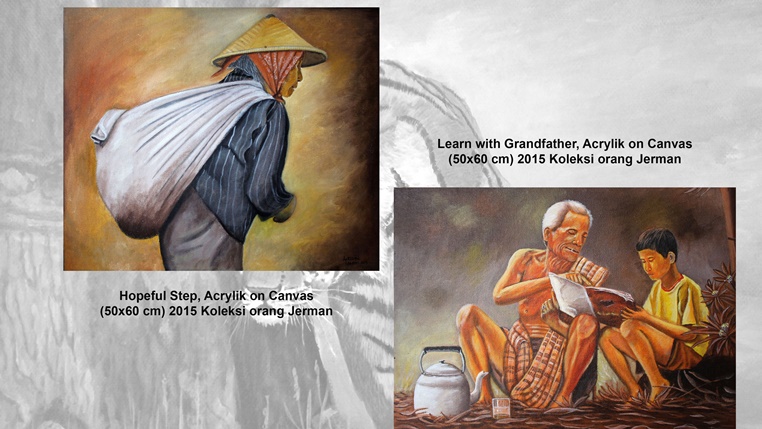 Learn with Grandfather, Acrylik on Canvas
(50x60 cm) 2015 Koleksi orang Jerman
Hopeful Step, Acrylik on Canvas
(50x60 cm) 2015 Koleksi orang Jerman